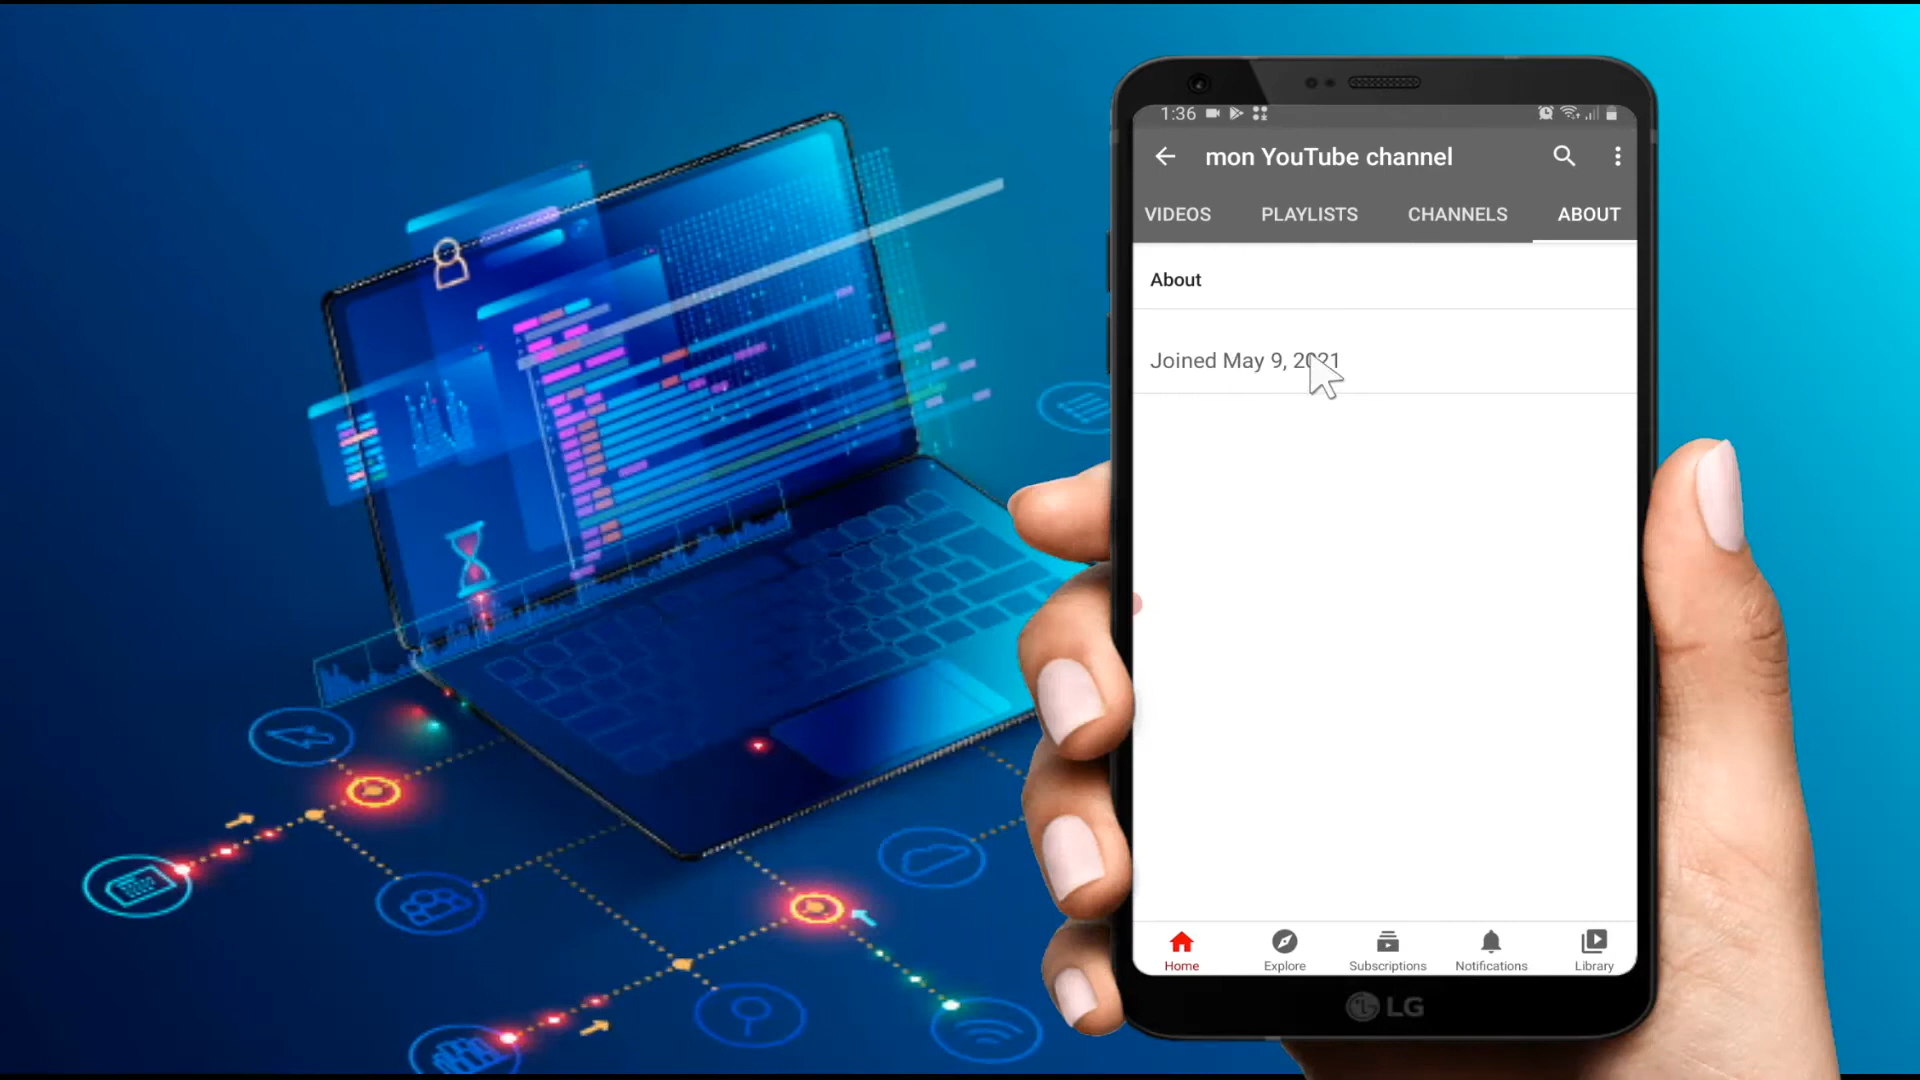 1:36
mon YouTube channel
VIDEOS PLAYLISTS CHANNELS ABOUT
About
Joined May 9, 2021
Home Explore Subscriptions Notifications Library
LG